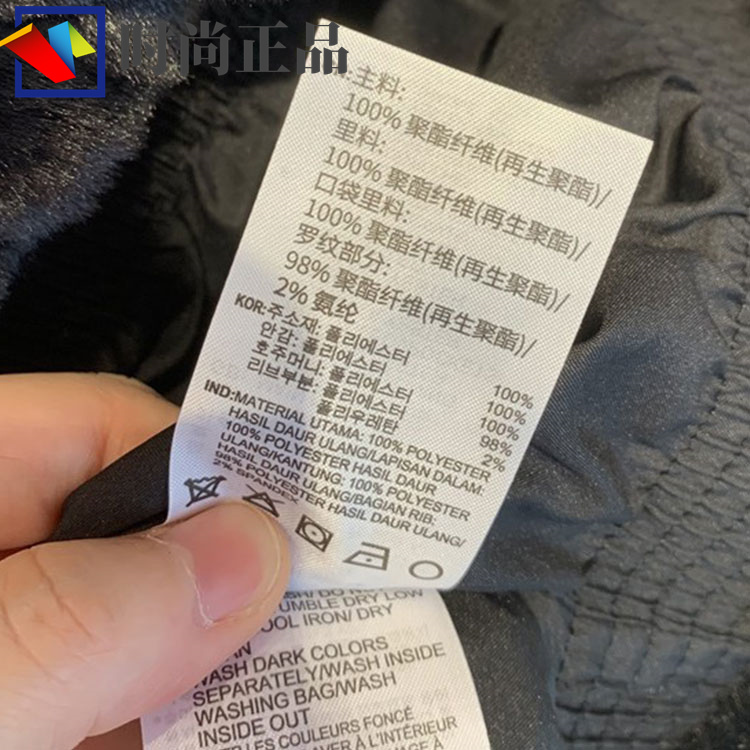 时尚正品
主料:
100% 聚酯纤维(再生聚酯)/
里料:
100% 聚酯纤维(再生聚酯)/
口袋里料:
100% 聚酯纤维(再生聚酯)/
罗纹部分:
98% 聚酯纤维(再生聚酯)/
2% 氨纶
KOR:주소재: 폴리에스터 100%
안감: 폴리에스터 100%
호주머니: 폴리에스터 100%
리브부분: 폴리에스터 98%
폴리우레탄 2%
IND:MATERIAL UTAMA: 100% POLYESTER
HASIL DAUR ULANG/LAPISAN DALAM:
100% POLYESTER HASIL DAUR
ULANG/KANTUNG: 100% POLYESTER
HASIL DAUR ULANG/BAGIAN RIB:
98% POLYESTER HASIL DAUR ULANG/
2% SPANDEX
TUMBLE DRY LOW
COOL IRON/ DRY
WASH DARK COLORS
SEPARATELY/WASH INSIDE
WASHING BAG/WASH
INSIDE OUT
LES COULEURS FONCÉ
À L'INTÉRIEUR